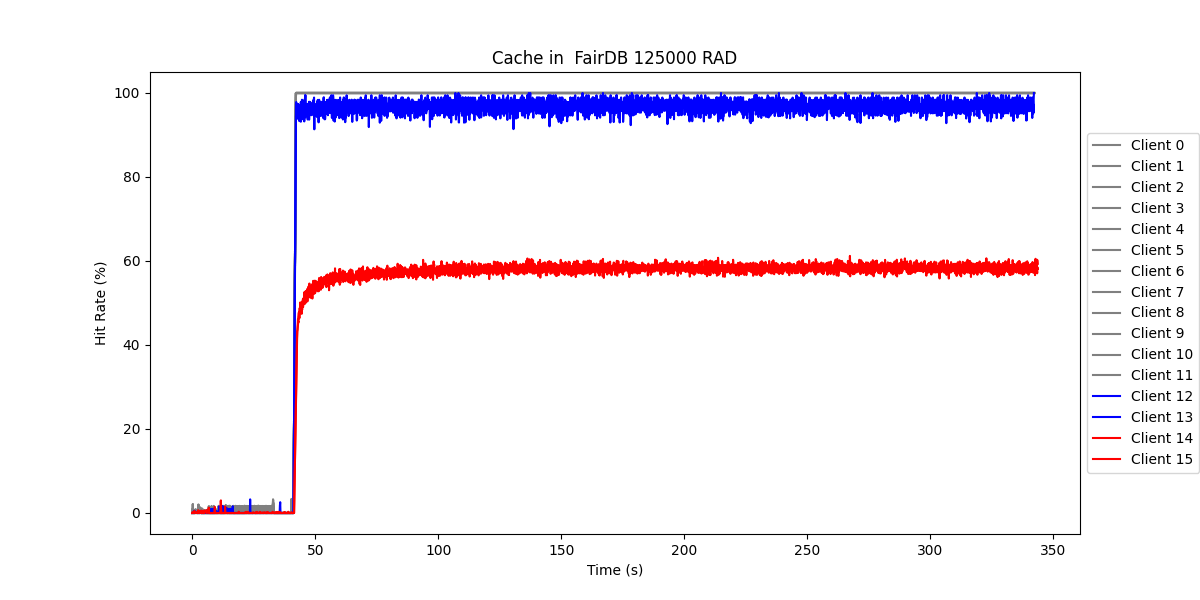 Cache in  FairDB 125000 RAD
Hit Rate (%)
100
80
60
40
20
0
0 50 100 150 200 250 300 350
Time (s)
Client 0
Client 1
Client 2
Client 3
Client 4
Client 5
Client 6
Client 7
Client 8
Client 9
Client 10
Client 11
Client 12
Client 13
Client 14
Client 15